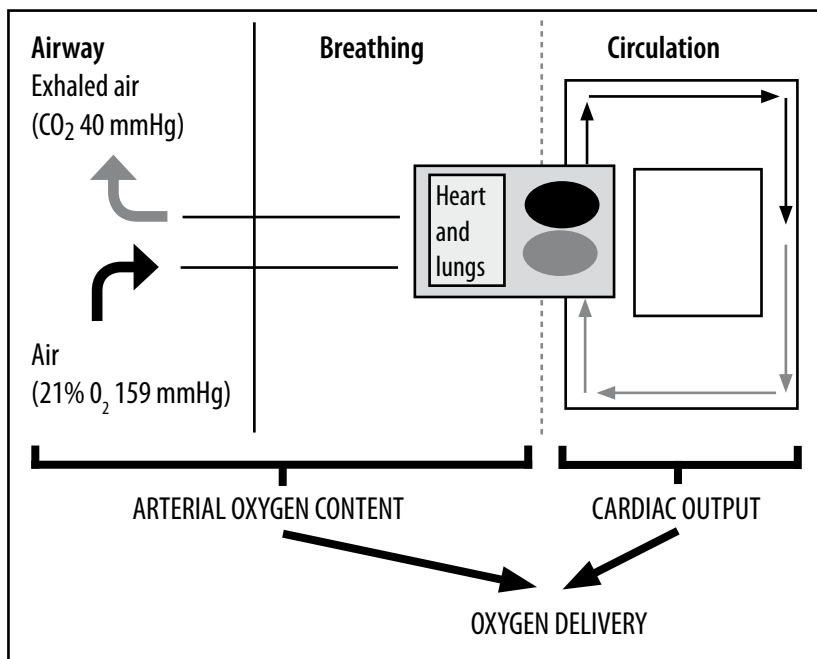 Airway
Exhaled air
(CO2 40 mmHg)
Air
(21% 02 159 mmHg)
Breathing
Heart
and
lungs
Circulation
ARTERIAL OXYGEN CONTENT
CARDIAC OUTPUT
OXYGEN DELIVERY